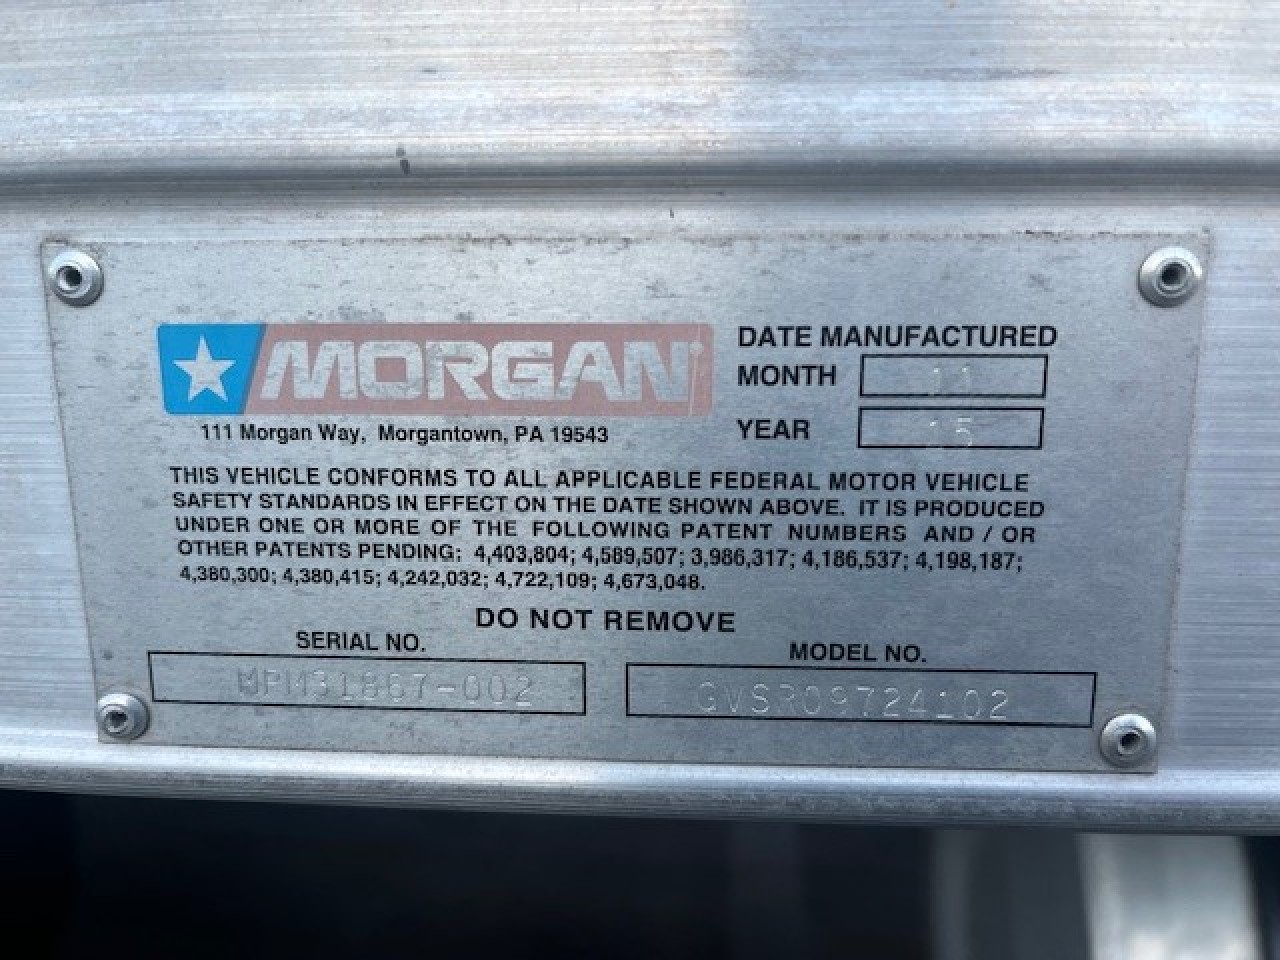 MORGAN
111 Morgan Way, Morgantown, PA 19543
DATE MANUFACTURED
MONTH 11
YEAR 15
THIS VEHICLE CONFORMS TO ALL APPLICABLE FEDERAL MOTOR VEHICLE
SAFETY STANDARDS IN EFFECT ON THE DATE SHOWN ABOVE. IT IS PRODUCED
UNDER ONE OR MORE OF THE FOLLOWING PATENT NUMBERS AND / OR
OTHER PATENTS PENDING: 4,403,804; 4,589,507; 3,986,317; 4,186,537; 4,198,187;
4,380,300; 4,380,415; 4,242,032; 4,722,109; 4,673,048.
DO NOT REMOVE
SERIAL NO.
MODEL NO.
GVSR09724102